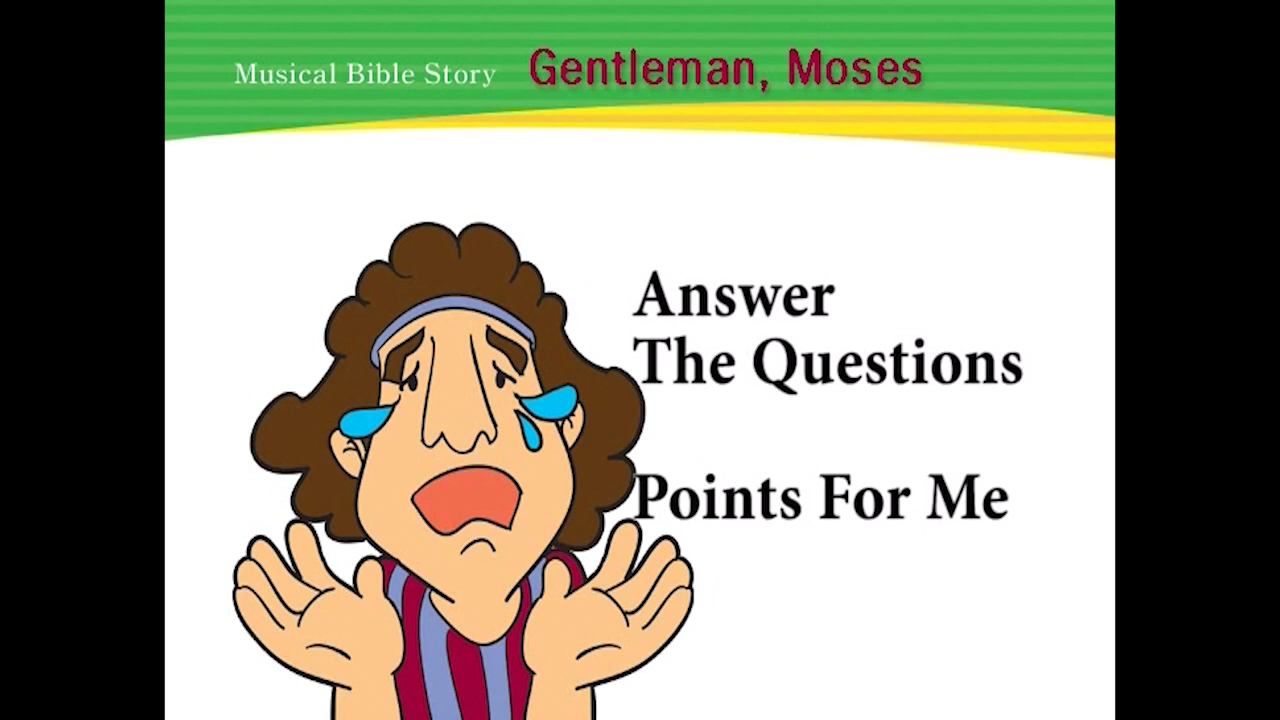 Musical Bible Story Gentleman, Moses
Answer
The Questions
Points For Me